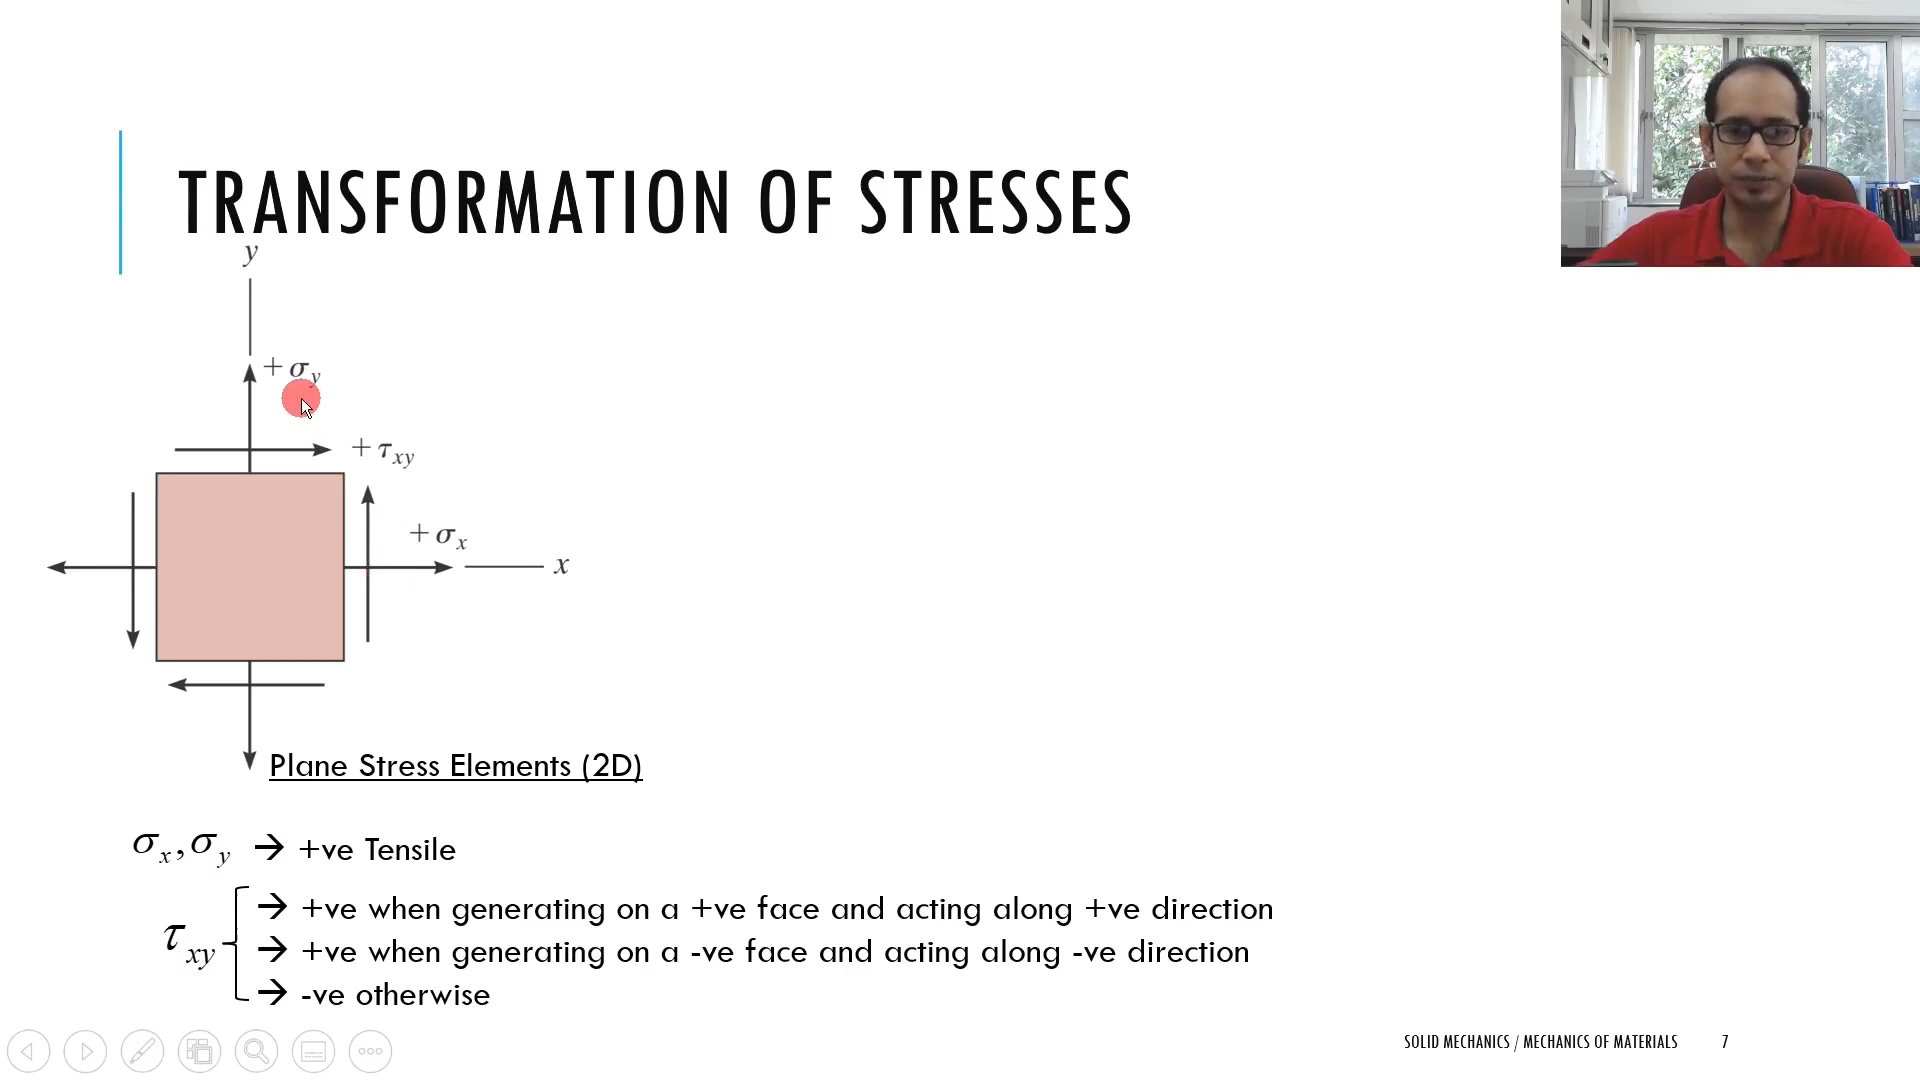 TRANSFORMATION OF STRESSES
y
+ σy
+ τxy
+ σx
x
Plane Stress Elements (2D)
σx, σy → +ve Tensile
τxy
→ +ve when generating on a +ve face and acting along +ve direction
→ +ve when generating on a -ve face and acting along -ve direction
→ -ve otherwise
SOLID MECHANICS / MECHANICS OF MATERIALS 7